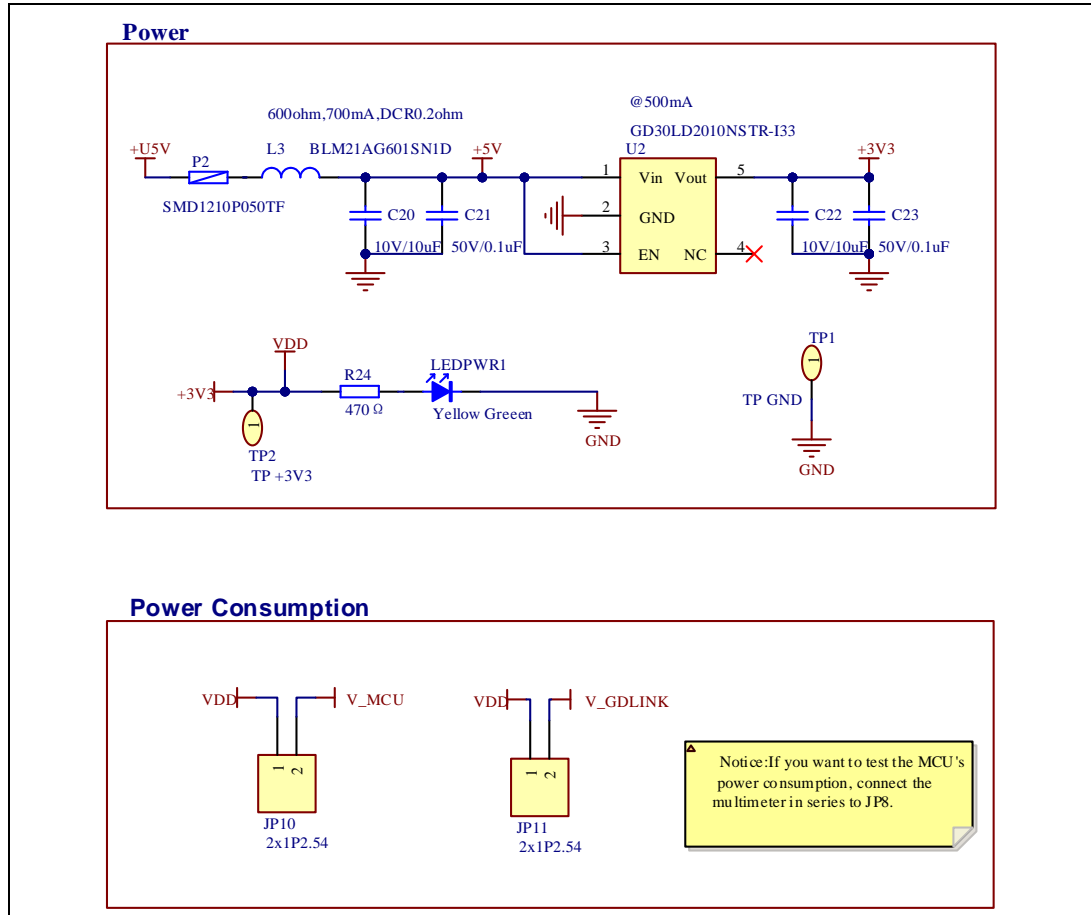 Power
600ohm,700mA,DCR0.2ohm
@500mA
GD30LD2010NSTR-I33
+U5V
P2
L3
BLM21AG601SN1D
+5V
U2
+3V3
SMD1210P050TF
1
Vin
Vout
5
2
GND
3
EN
NC
4
C20
10V/10uF
C21
50V/0.1uF
C22
10V/10uF
C23
50V/0.1uF
VDD
+3V3
R24
470Ω
LEDPWR1
Yellow Greeen
GND
1
TP2
TP +3V3
TP1
1
TP GND
GND
Power Consumption
VDD
V_MCU
1
2
JP10
2x1P2.54
VDD
V_GDLINK
1
2
JP11
2x1P2.54
Notice:If you want to test the MCU's
power consumption, connect the
multimeter in series to JP8.